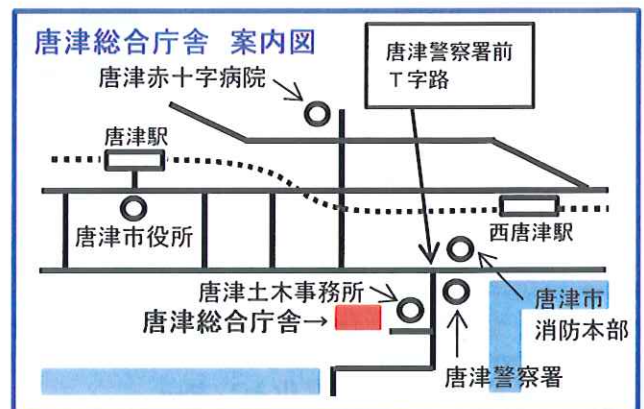 唐津総合庁舎 案内図
唐津警察署前
T字路
唐津赤十字病院
唐津駅
唐津市役所
西唐津駅
唐津土木事務所
唐津総合庁舎→
唐津市
消防本部
唐津警察署